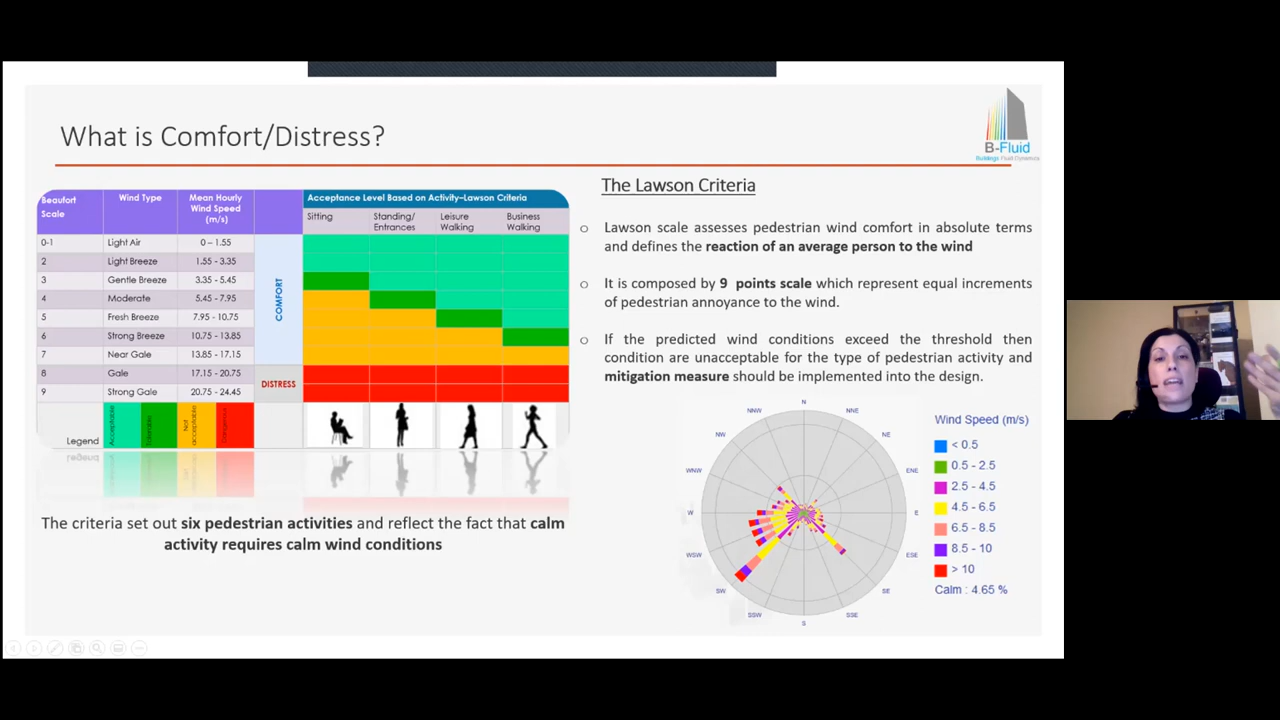 What is Comfort/Distress?
B-Fluid
Buildings Fluid Dynamics
Beaufort Scale
Wind Type
Mean Hourly Wind Speed (m/s)
Acceptance Level Based on Activity–Lawson Criteria
Sitting
Standing/ Entrances
Leisure Walking
Business Walking
0-1 Light Air 0 – 1.55
2 Light Breeze 1.55 - 3.35
3 Gentle Breeze 3.35 - 5.45
4 Moderate 5.45 - 7.95
5 Fresh Breeze 7.95 - 10.75
6 Strong Breeze 10.75 - 13.85
7 Near Gale 13.85 - 17.15
8 Gale 17.15 - 20.75
9 Strong Gale 20.75 - 24.45
COMFORT
DISTRESS
Legend
Acceptable
Tolerable
Not acceptable
Dangerous
The criteria set out six pedestrian activities and reflect the fact that calm
activity requires calm wind conditions
The Lawson Criteria
Lawson scale assesses pedestrian wind comfort in absolute terms
and defines the reaction of an average person to the wind
It is composed by 9 points scale which represent equal increments
of pedestrian annoyance to the wind.
If the predicted wind conditions exceed the threshold then
condition are unacceptable for the type of pedestrian activity and
mitigation measure should be implemented into the design.
N
NNE
NE
ENE
E
ESE
SE
SSE
S
SSW
SW
WSW
W
WNW
NW
NNW
Wind Speed (m/s)
< 0.5
0.5 - 2.5
2.5 - 4.5
4.5 - 6.5
6.5 - 8.5
8.5 - 10
> 10
Calm : 4.65 %